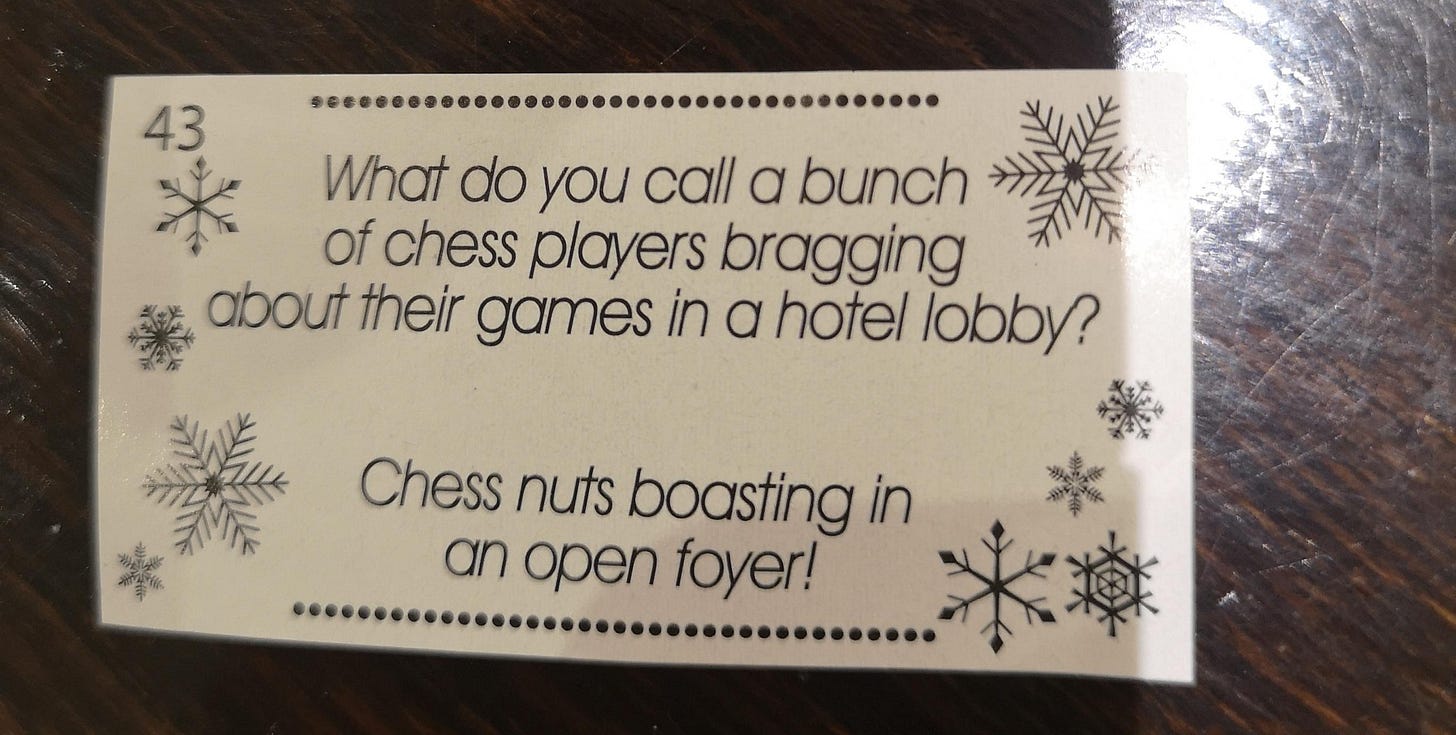 43
What do you call a bunch
of chess players bragging
about their games in a hotel lobby?
Chess nuts boasting in
an open foyer!